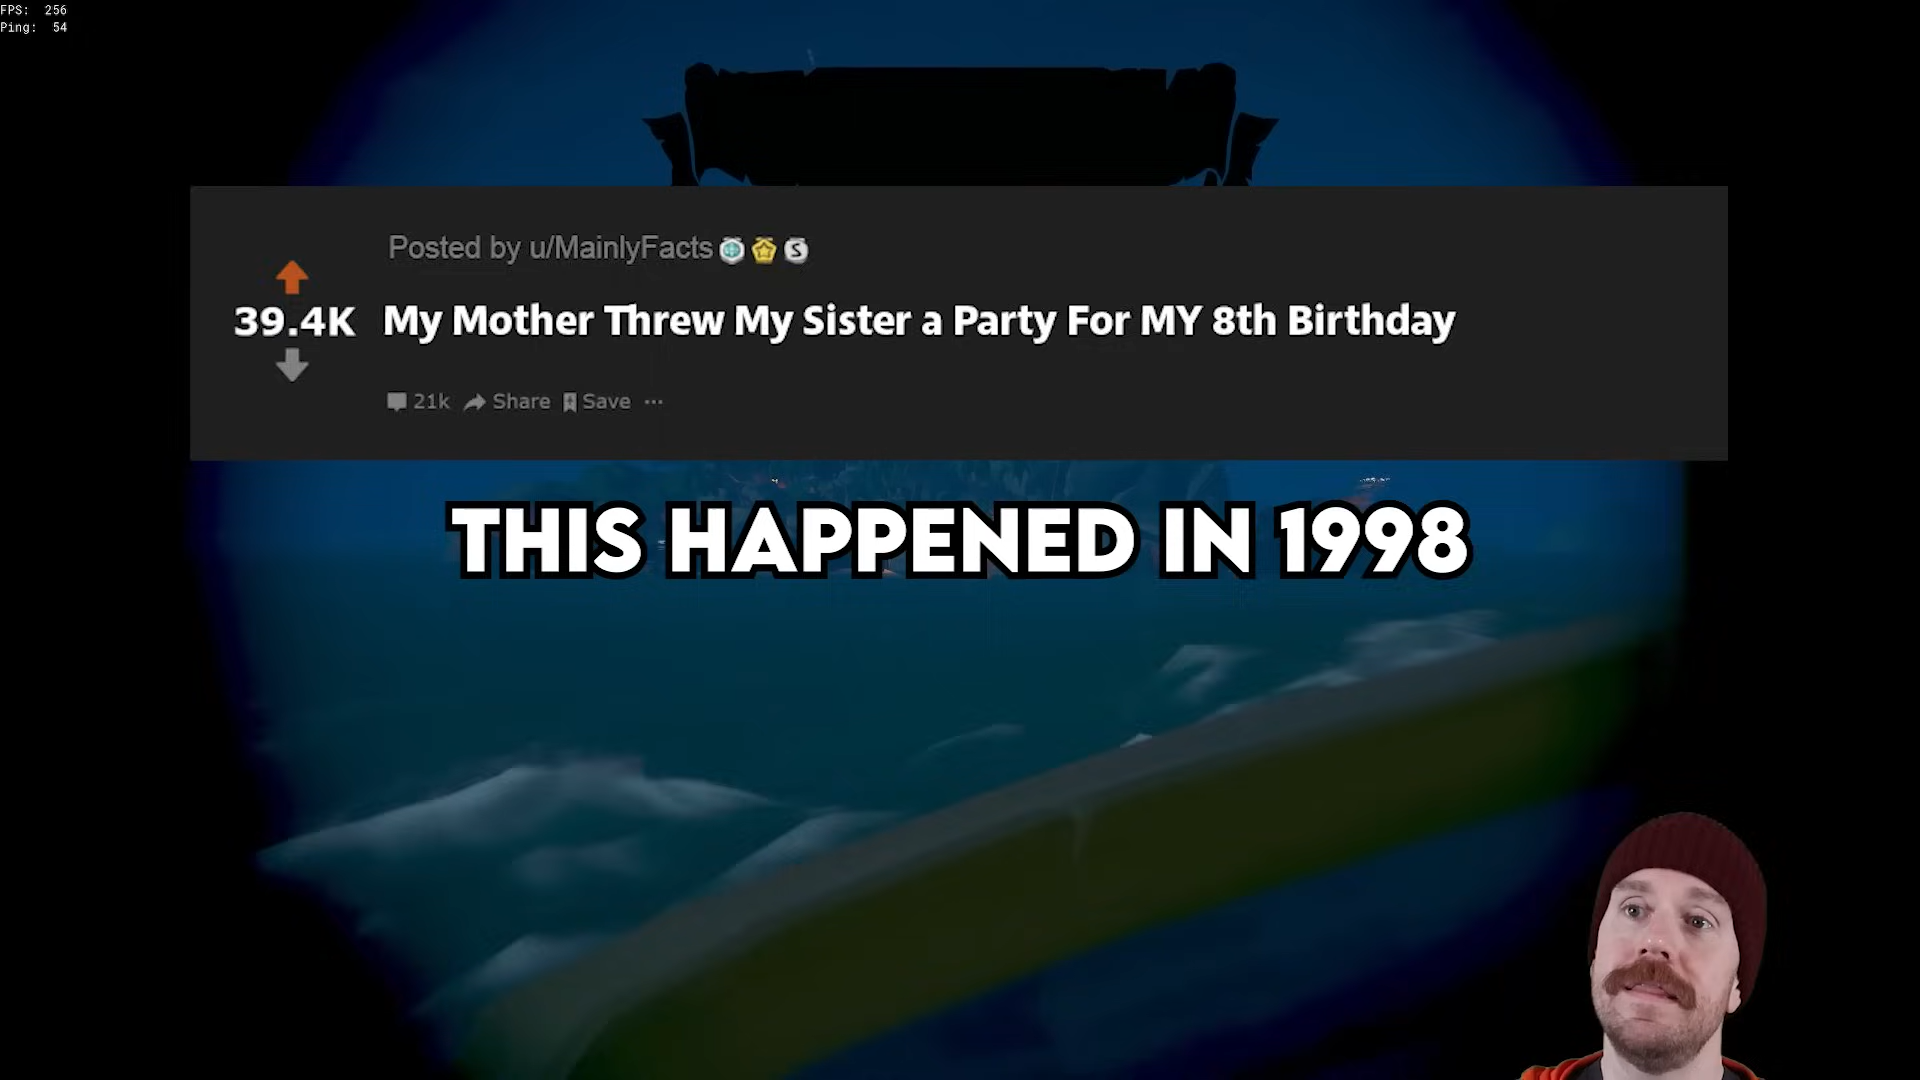 FPS: 256
Ping: 54
Posted by u/MainlyFacts
39.4K
My Mother Threw My Sister a Party For MY 8th Birthday
21k Share Save ...
THIS HAPPENED IN 1998